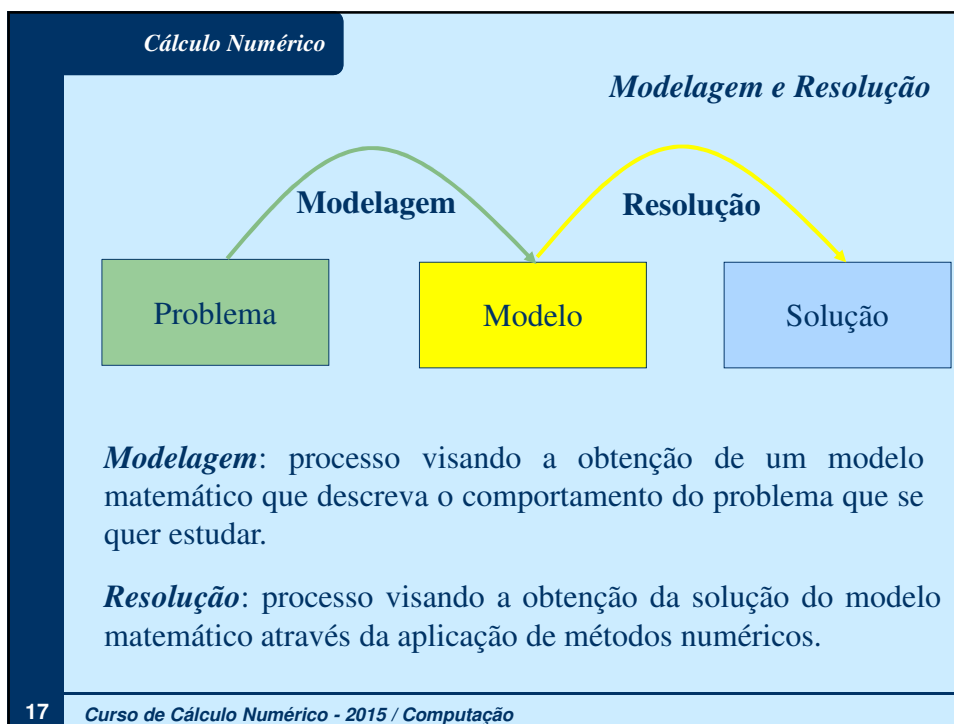 Cálculo Numérico
Modelagem e Resolução
Modelagem
Resolução
Problema
Modelo
Solução
Modelagem: processo visando a obtenção de um modelo
matemático que descreva o comportamento do problema que se
quer estudar.
Resolução: processo visando a obtenção da solução do modelo
matemático através da aplicação de métodos numéricos.
17
Curso de Cálculo Numérico - 2015 / Computação